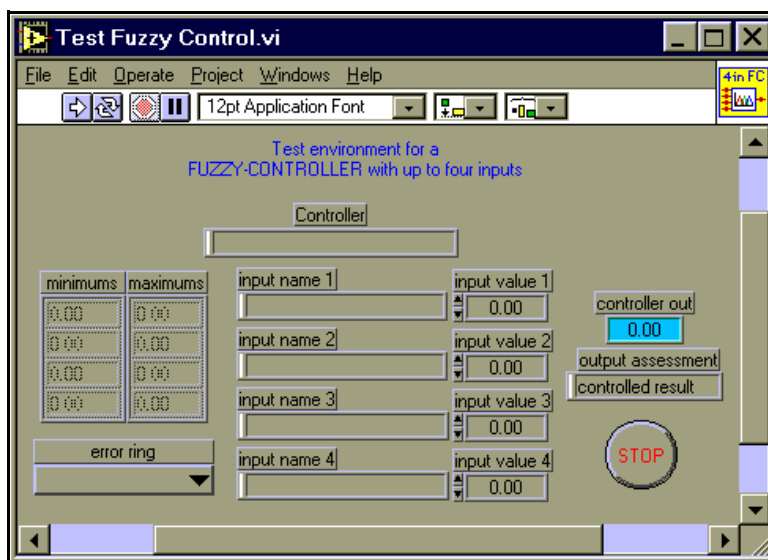 Test Fuzzy Control.vi
File Edit Operate Project Windows Help
4in FC
12pt Application Font
Test environment for a
FUZZY-CONTROLLER with up to four inputs
Controller
minimums maximums
0.00 0.00
0.00 0.00
0.00 0.00
0.00 0.00
error ring
input name 1 input value 1
0.00
input name 2 input value 2
0.00
input name 3 input value 3
0.00
input name 4 input value 4
0.00
controller out
0.00
output assessment
controlled result
STOP